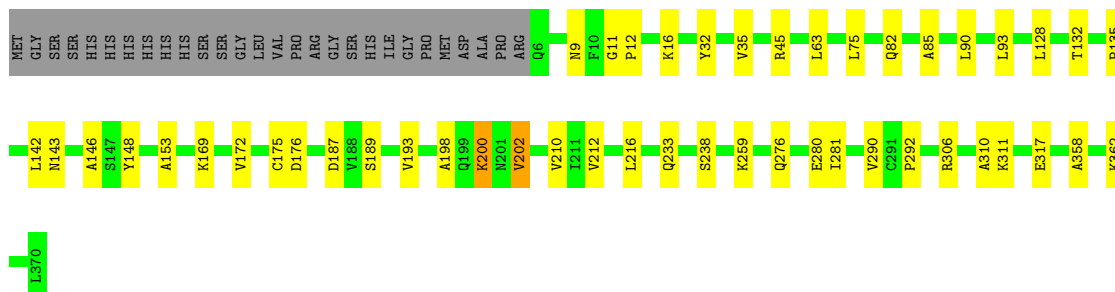 MET GLY SER SER HIS HIS HIS HIS HIS HIS SER SER GLY LEU VAL PRO ARG GLY SER HIS ILE GLY PRO MET ASP ALA PRO ARG Q6 N9 F10 G11 P12 K16 Y32 V35 R45 L63 L75 Q82 A85 L90 L93 L128 T132
L142 N143 A146 S147 Y148 A153 K169 V172 C175 D176 D187 V188 S189 V193 A198 Q199 K200 N201 V202 V210 I211 V212 L216 Q233 S238 K259 Q276 E280 I281 V290 C291 P292 R306 A310 K311 E317 A358
L370